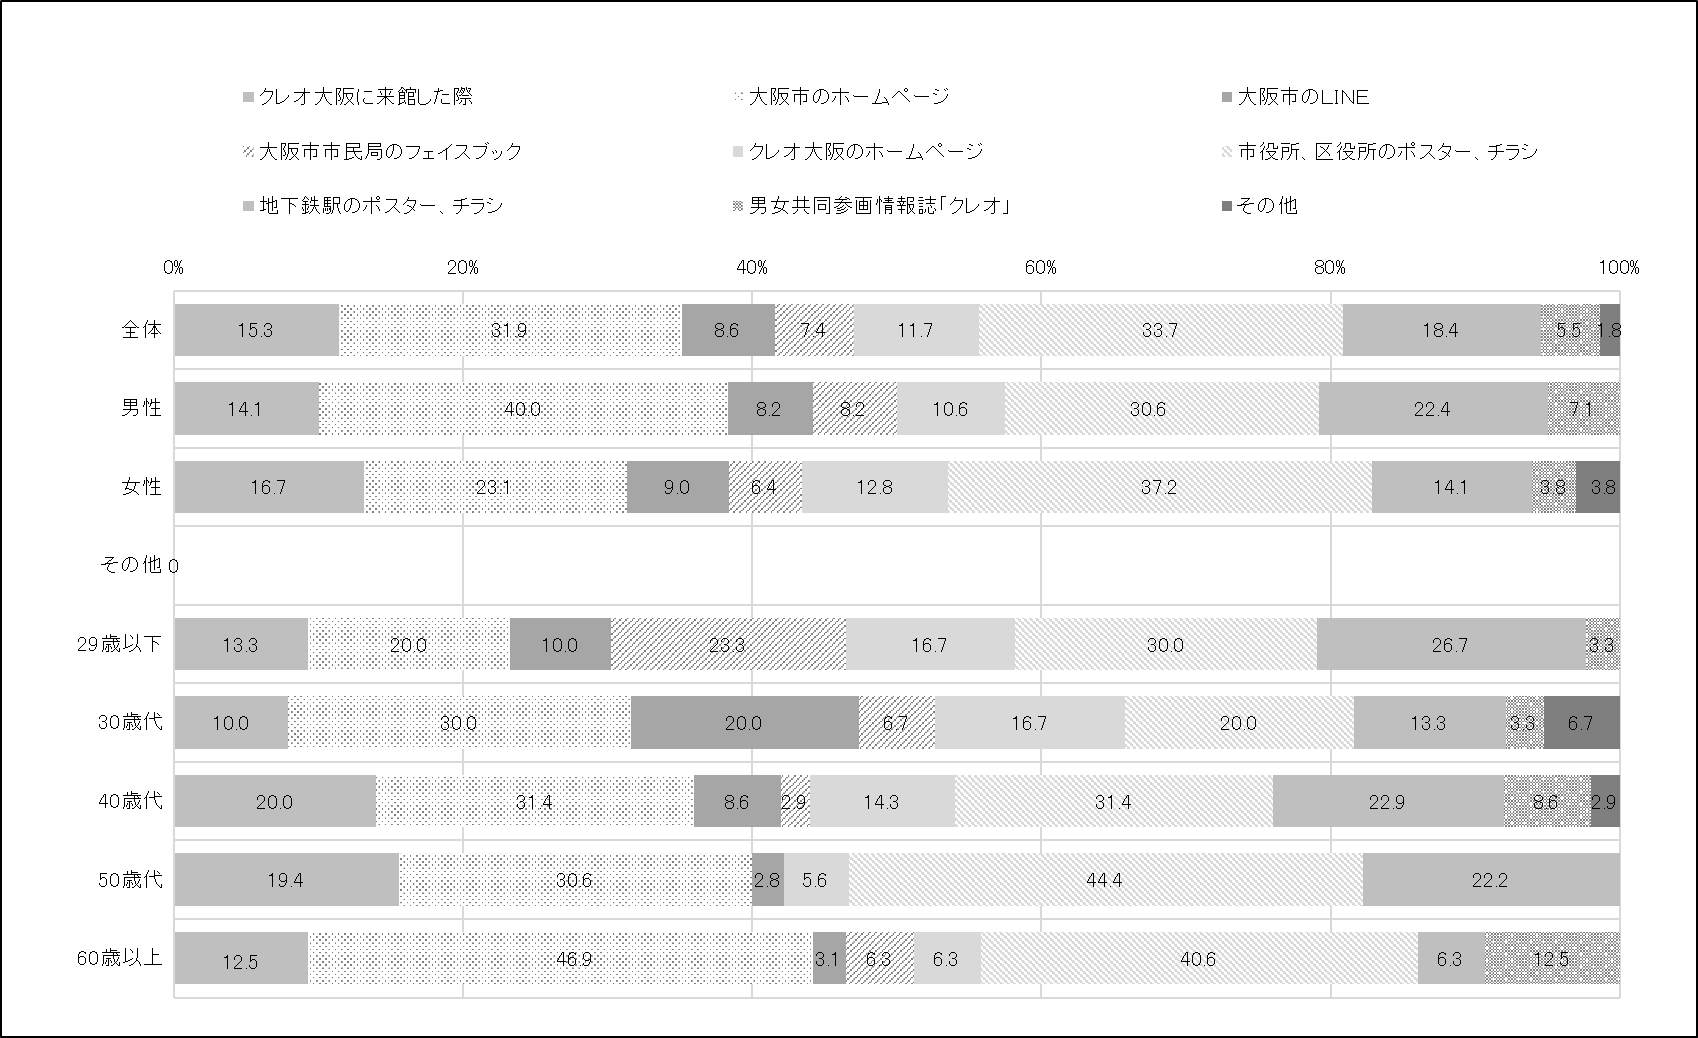 クレオ大阪に来館した際 大阪市のホームページ 大阪市のLINE
大阪市市民局のフェイスブック クレオ大阪のホームページ 市役所、区役所のポスター、チラシ
地下鉄駅のポスター、チラシ 男女共同参画情報誌「クレオ」 その他
0% 20% 40% 60% 80% 100%
全体 15.3 31.9 8.6 7.4 11.7 33.7 18.4 5.5 1.8
男性 14.1 40.0 8.2 8.2 10.6 30.6 22.4 7.1
女性 16.7 23.1 9.0 6.4 12.8 37.2 14.1 3.8 3.8
その他 0
29歳以下 13.3 20.0 10.0 23.3 16.7 30.0 26.7 3.3
30歳代 10.0 30.0 20.0 6.7 16.7 20.0 13.3 3.3 6.7
40歳代 20.0 31.4 8.6 2.9 14.3 31.4 22.9 8.6 2.9
50歳代 19.4 30.6 2.8 5.6 44.4 22.2
60歳以上 12.5 46.9 3.1 6.3 6.3 40.6 6.3 12.5